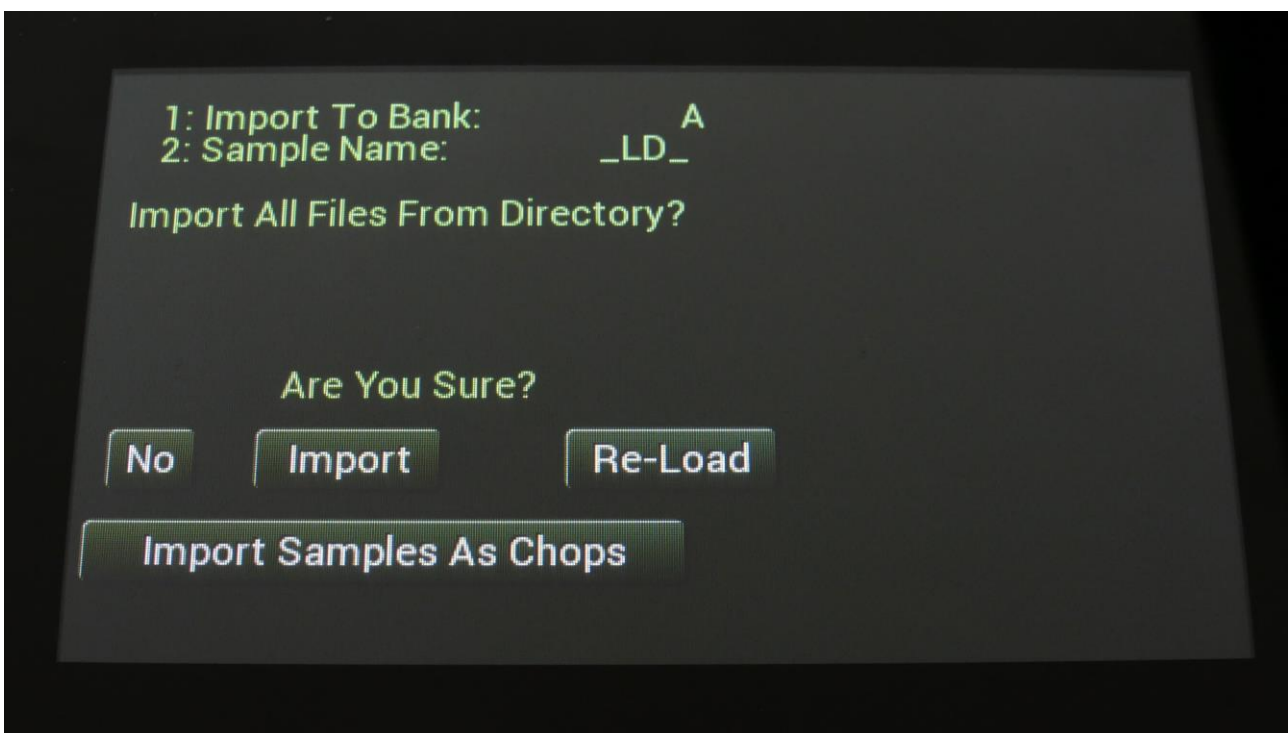 1: Import To Bank: A
2: Sample Name: _LD_
Import All Files From Directory?
Are You Sure?
No Import Re-Load
Import Samples As Chops